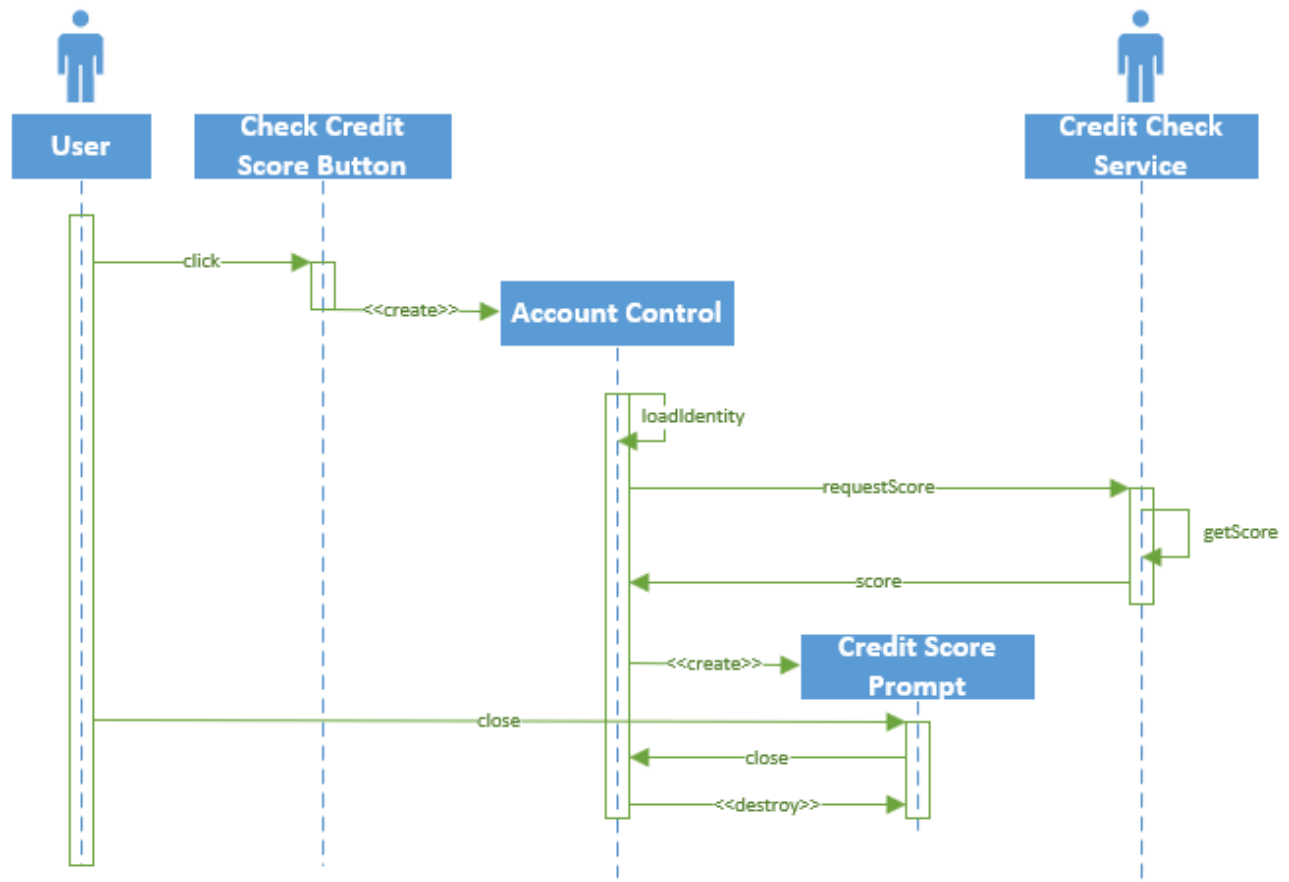 User
Check Credit
Score Button
Credit Check
Service
click
<<create>>
Account Control
loadIdentity
requestScore
getScore
score
<<create>>
Credit Score
Prompt
close
close
<<destroy>>